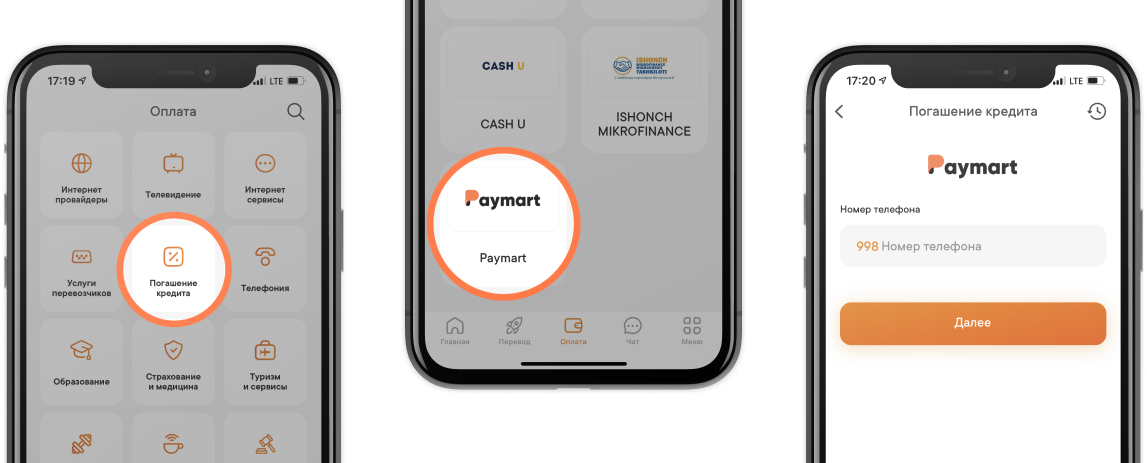 17:19
LTE
Оплата
Интернет
провайдеры
Телевидение
Интернет
сервисы
Услуги
перевозчиков
Погашение
кредита
Телефония
Образование
Страхование
и медицина
Туризм
и сервисы
CASH U
ISHONCH
MIKROFINANCE
MIKROKREDIT
TASHKILOTI
CASH U
ISHONCH
MIKROFINANCE
Paymart
Paymart
Главная
Перевод
Оплата
Чат
Меню
17:20
LTE
Погашение кредита
Paymart
Номер телефона
998 Номер телефона
Далее